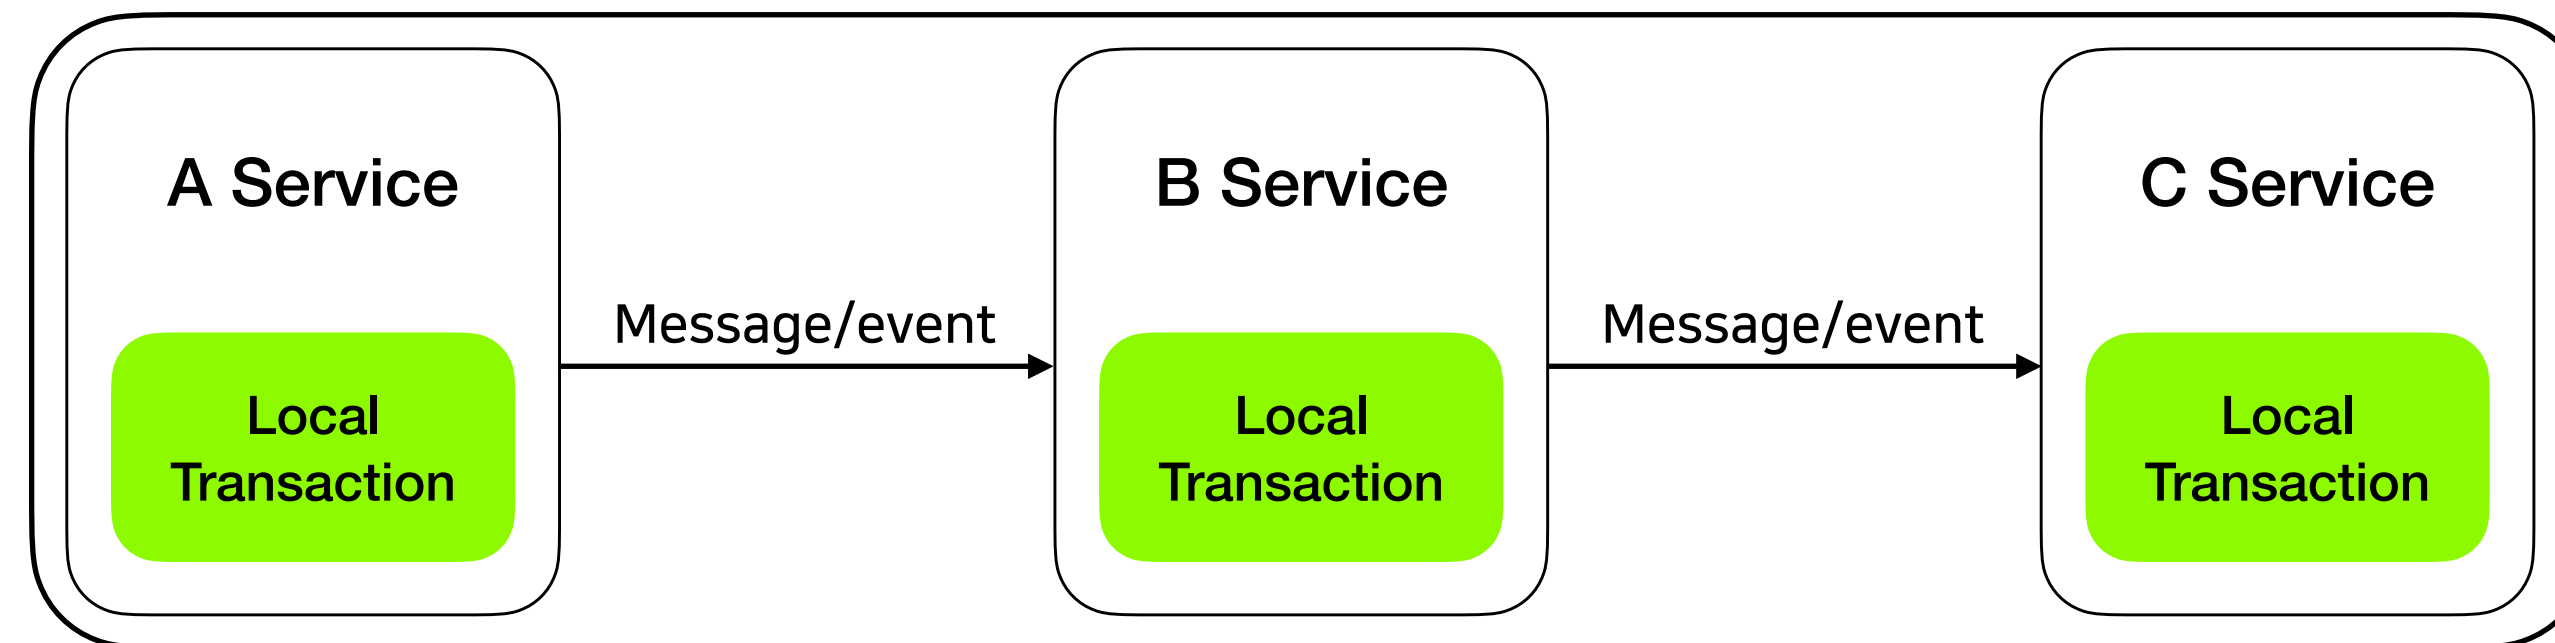 A Service
B Service
C Service
Message/event
Message/event
Local
Transaction
Local
Transaction
Local
Transaction